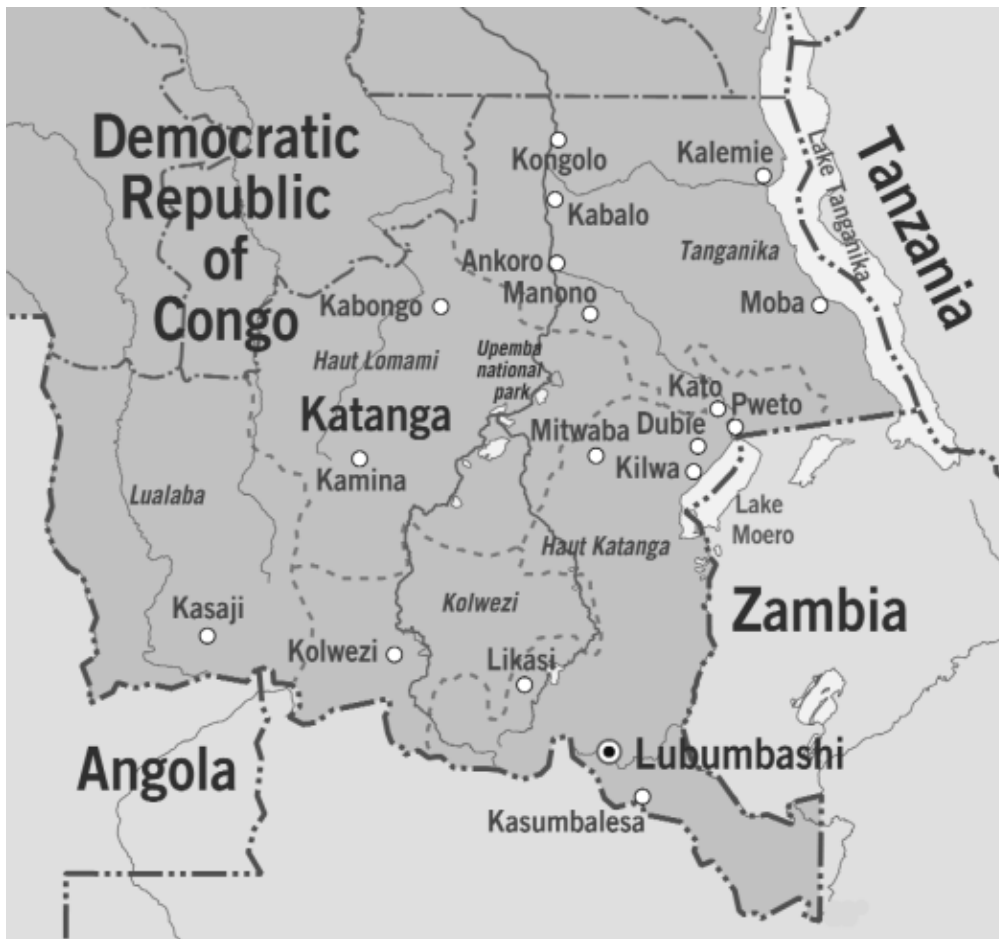 Democratic
Republic
of
Congo
Kongolo
Kalemie
Lake Tanganika
Tanzania
Kabalo
Ankoro
Tanganika
Manono
Moba
Kabongo
Haut Lomami
Upemba
national
park
Katanga
Kato
Pweto
Mitwaba
Dubie
Kilwa
Kamina
Lualaba
Lake
Moero
Haut Katanga
Kolwezi
Zambia
Kasaji
Kolwezi
Likási
Angola
Lubumbashi
Kasumbalesa